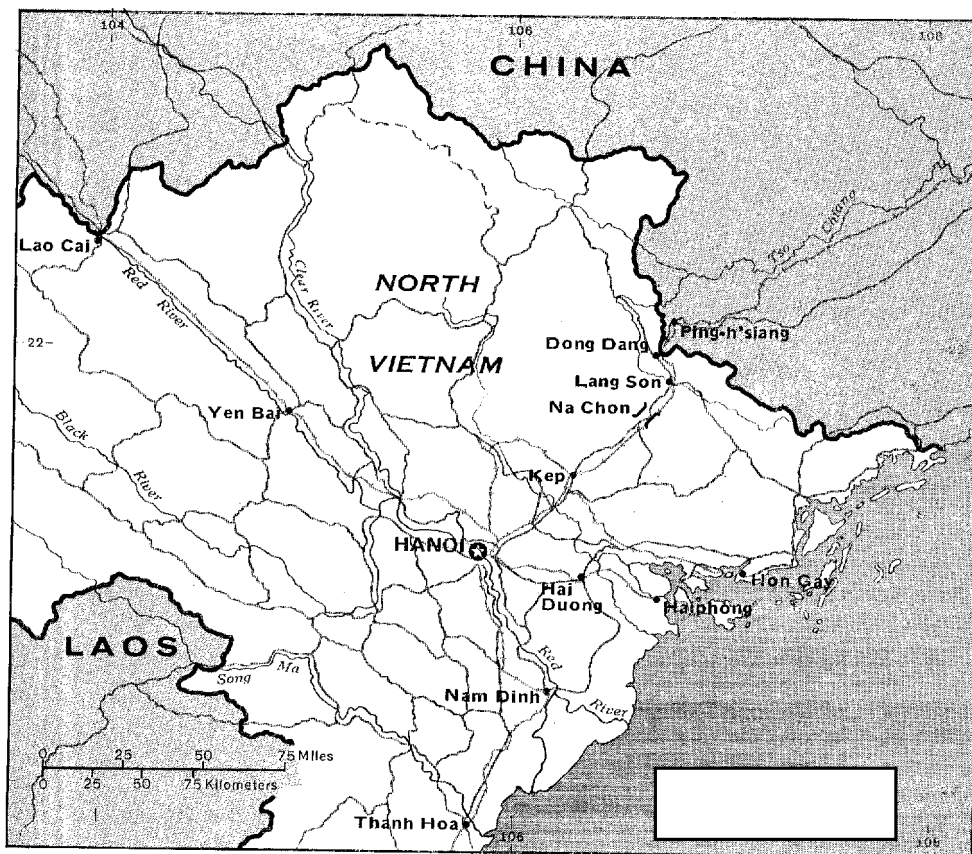 104
106
108
CHINA
Lao Cai
Red
River
Clear River
NORTH
VIETNAM
Tso Chiang
22
Ping-h'siang
22
Dong Dang
Lang Son
Na Chon
Yen Bai
Black
River
Kep
HANOI
Hai
Duong
Hon Gay
Haiphong
LAOS
Song Ma
Red
River
Nam Dinh
0 25 50 75 Miles
0 25 50 75 Kilometers
Thanh Hoa
106